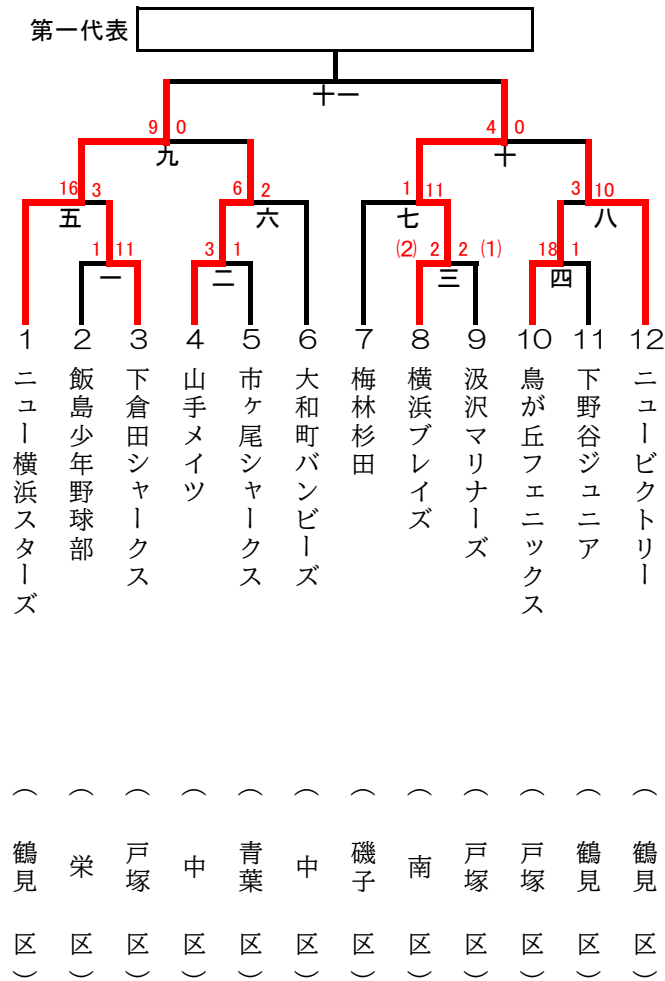 第一代表
十一
9 0
4 0
九
十
16 3
6 2
1 11
3 10
五
六
七
八
1 11
3 1
(2) 2 2 (1)
18 1
一
二
三
四
1 2 3 4 5 6 7 8 9 10 11 12
ニュー横浜スターズ
飯島少年野球部
下倉田シャークス
山手メイツ
市ヶ尾シャークス
大和町バンビーズ
梅林杉田
横浜ブレイズ
汲沢マリナーズ
鳥が丘フェニックス
下野谷ジュニア
ニュービクトリー
(鶴見区)
(栄区)
(戸塚区)
(中区)
(青葉区)
(中区)
(磯子区)
(南区)
(戸塚区)
(戸塚区)
(鶴見区)
(鶴見区)